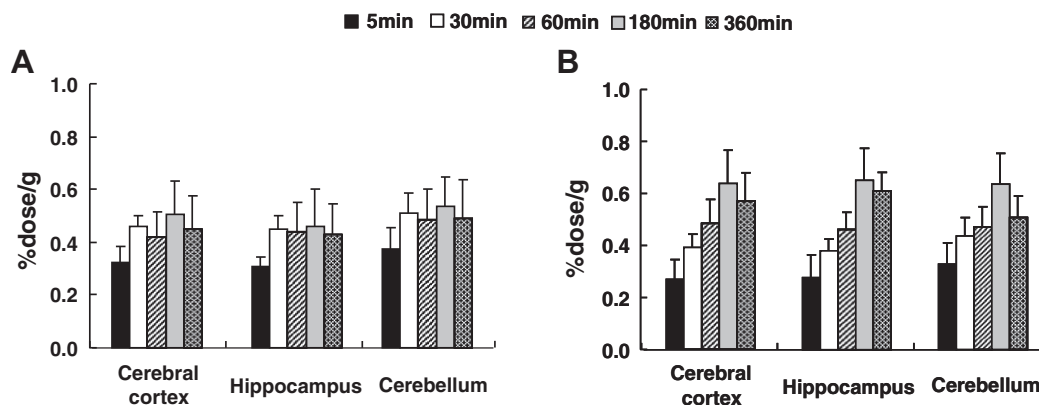 5min 30min 60min 180min 360min
A
B
1.0
0.8
0.6
0.4
0.2
0.0
%dose/g
Cerebral
cortex
Hippocampus
Cerebellum
1.0
0.8
0.6
0.4
0.2
0.0
%dose/g
Cerebral
cortex
Hippocampus
Cerebellum